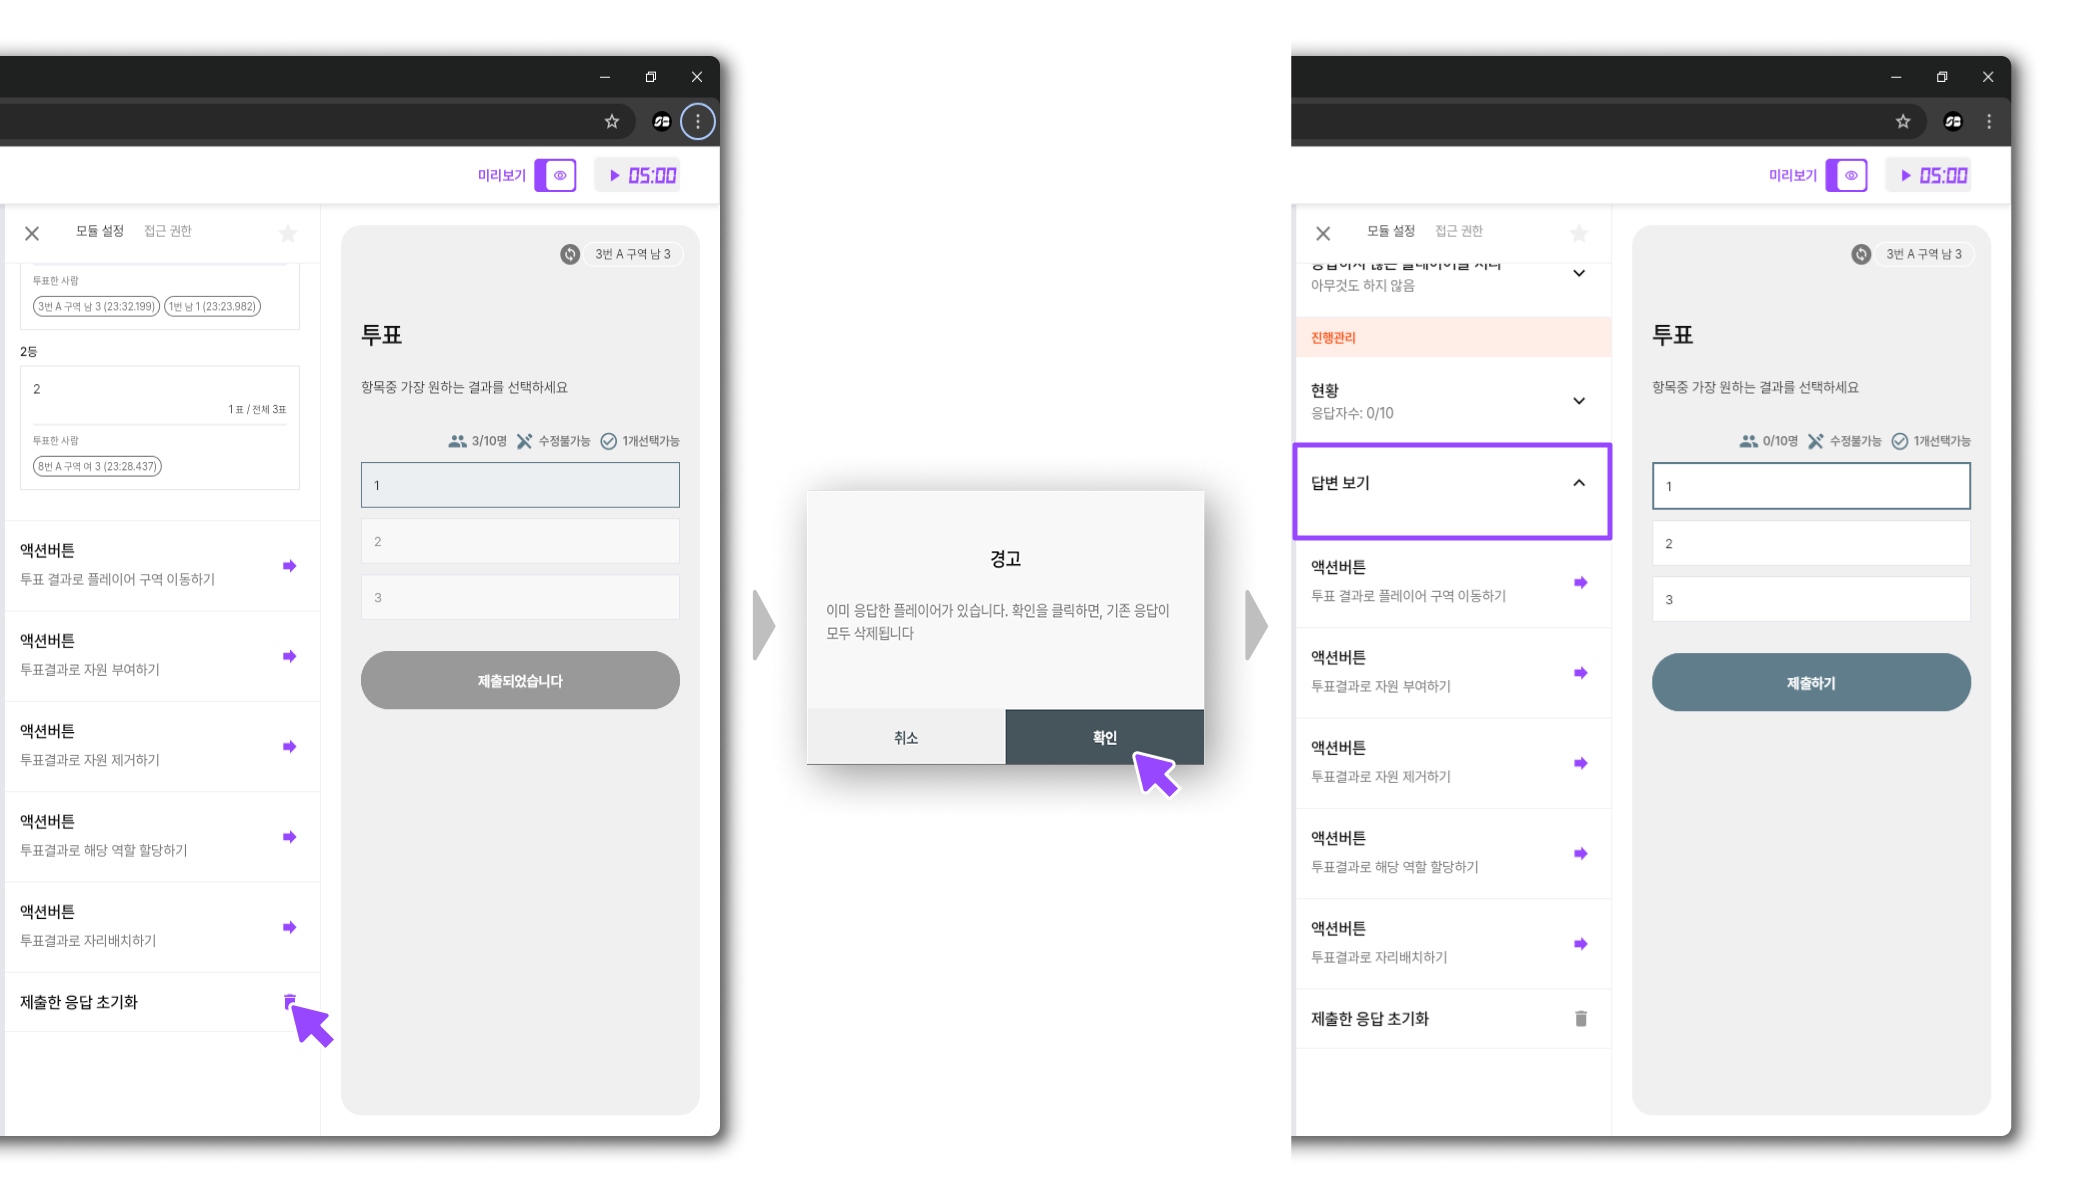 미리보기
05:00
모듈 설정 접근 권한
투표한 사람
3번 A 구역 남 3 (23:32.199) 1번 남 1 (23:23.982)
2등
2
1 표 / 전체 3표
투표한 사람
8번 A 구역 여 3 (23:28.437)
액션버튼
투표 결과로 플레이어 구역 이동하기
액션버튼
투표결과로 자원 부여하기
액션버튼
투표결과로 자원 제거하기
액션버튼
투표결과로 해당 역할 할당하기
액션버튼
투표결과로 자리배치하기
제출한 응답 초기화
3번 A 구역 남 3
투표
항목중 가장 원하는 결과를 선택하세요
3/10명 수정불가능 1개선택가능
1
2
3
제출되었습니다
경고
이미 응답한 플레이어가 있습니다. 확인을 클릭하면, 기존 응답이
모두 삭제됩니다
취소 확인
미리보기
05:00
모듈 설정 접근 권한
아무것도 하지 않음
진행관리
현황
응답자수: 0/10
답변 보기
액션버튼
투표 결과로 플레이어 구역 이동하기
액션버튼
투표결과로 자원 부여하기
액션버튼
투표결과로 자원 제거하기
액션버튼
투표결과로 해당 역할 할당하기
액션버튼
투표결과로 자리배치하기
제출한 응답 초기화
3번 A 구역 남 3
투표
항목중 가장 원하는 결과를 선택하세요
0/10명 수정불가능 1개선택가능
1
2
3
제출하기